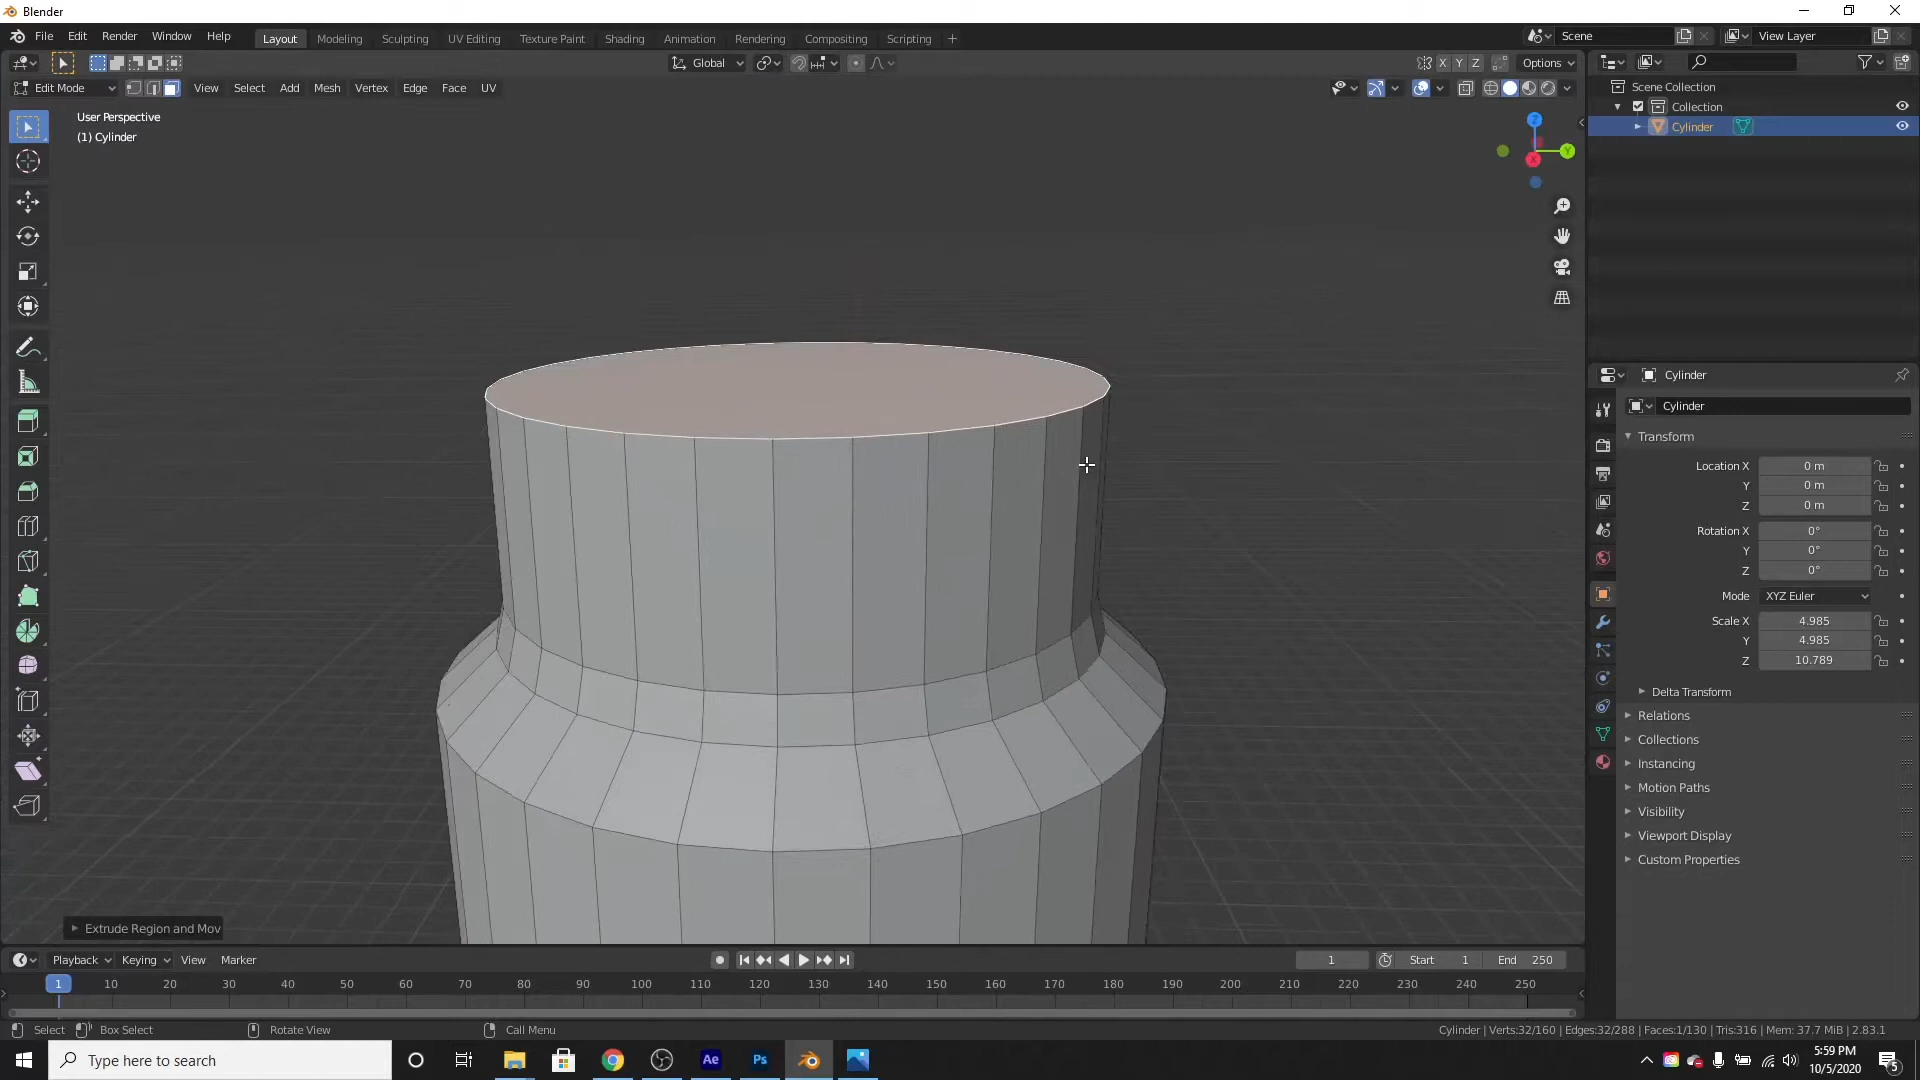 Blender
File Edit Render Window Help
Layout Modeling Sculpting UV Editing Texture Paint Shading Animation Rendering Compositing Scripting +
Scene
View Layer
Global
X Y Z
Options
Edit Mode
View Select Add Mesh Vertex Edge Face UV
User Perspective
(1) Cylinder
Z
Y
X
Scene Collection
Collection
Cylinder
Cylinder
Cylinder
Transform
Location X 0 m
Y 0 m
Z 0 m
Rotation X 0°
Y 0°
Z 0°
Mode XYZ Euler
Scale X 4.985
Y 4.985
Z 10.789
Delta Transform
Relations
Collections
Instancing
Motion Paths
Visibility
Viewport Display
Custom Properties
Extrude Region and Mov
Playback Keying View Marker
1
Start 1
End 250
1 10 20 30 40 50 60 70 80 90 100 110 120 130 140 150 160 170 180 190 200 210 220 230 240 250
Select Box Select Rotate View Call Menu
Cylinder | Verts:32/160 | Edges:32/288 | Faces:1/130 | Tris:316 | Mem: 37.7 MiB | 2.83.1
Type here to search
Ae
Ps
5:59 PM
10/5/2020
5